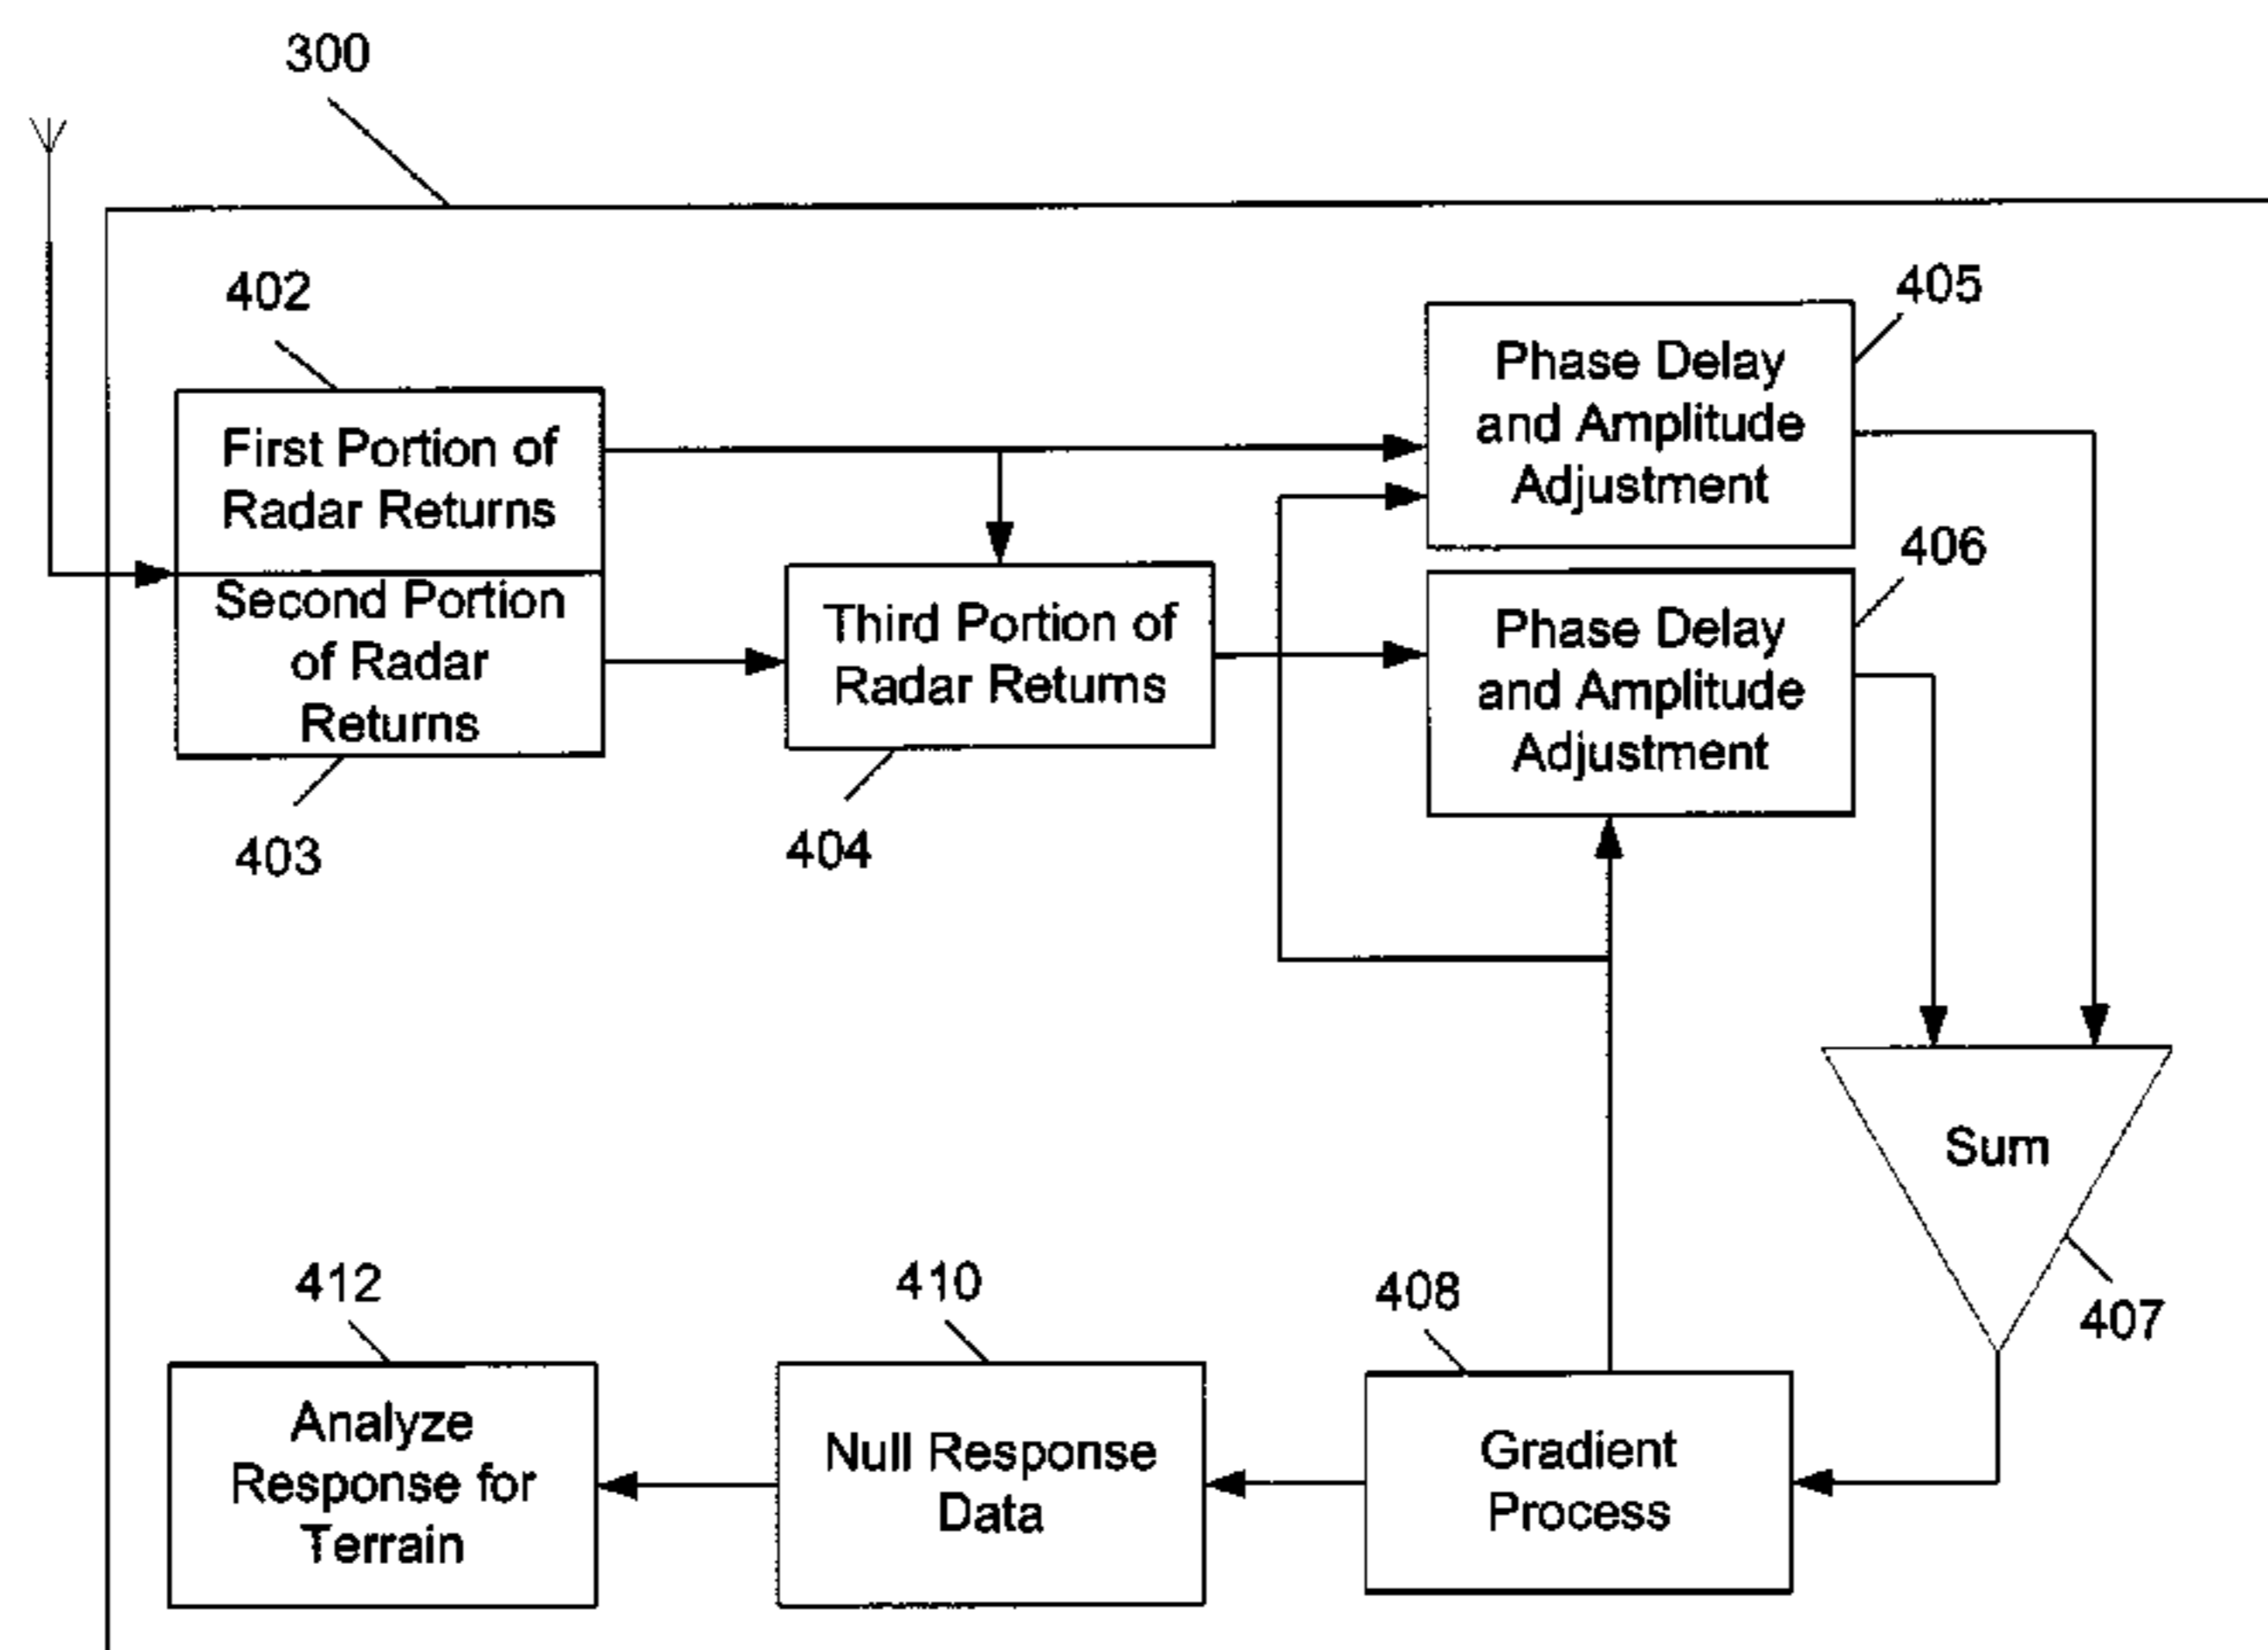 300
402
405
First Portion of
Radar Returns
Phase Delay
and Amplitude
Adjustment
406
Second Portion
of Radar
Returns
Third Portion of
Radar Returns
Phase Delay
and Amplitude
Adjustment
403
404
Sum
407
412
410
408
Analyze
Response for
Terrain
Null Response
Data
Gradient
Process